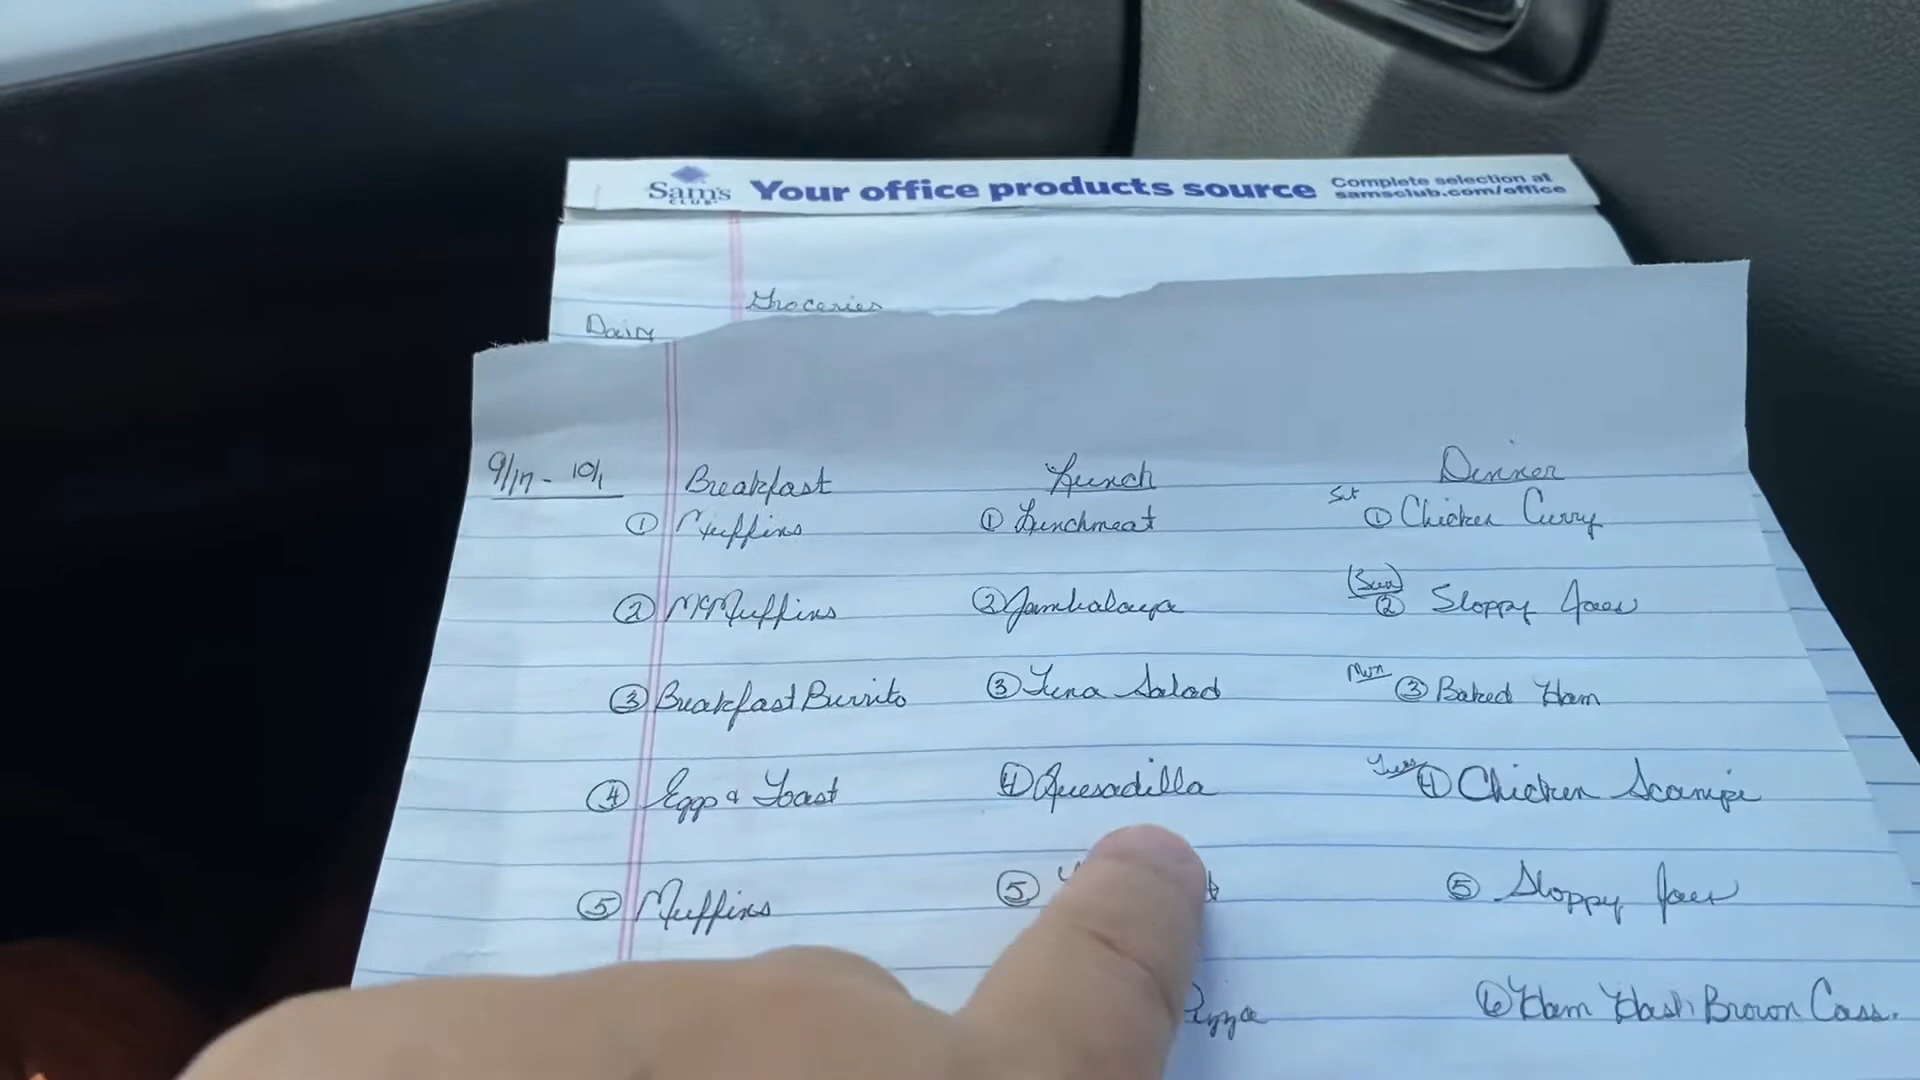 Sam's CLUB Your office products source Complete selection at
samsclub.com/office
Groceries
Dairy
9/17 - 10/1 Breakfast Lunch Dinner
① Muffins ① Lunchmeat Sat ① Chicken Curry
② McMuffins ② Jambalaya (Sun) ② Sloppy Joes
③ Breakfast Burrito ③ Tuna Salad Mon ③ Baked Ham
④ Eggs & Toast ④ Quesadilla Tues ④ Chicken Scampi
⑤ Muffins ⑤ ⑤ Sloppy Joes
Pizza ⑥ Ham Hash Brown Cass.